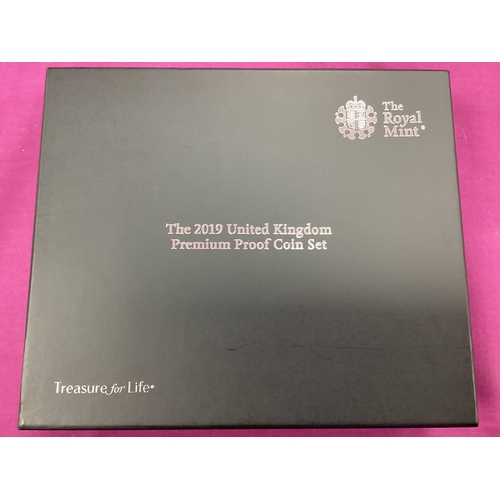 The
Royal
Mint®
The 2019 United Kingdom
Premium Proof Coin Set
Treasure for Life®